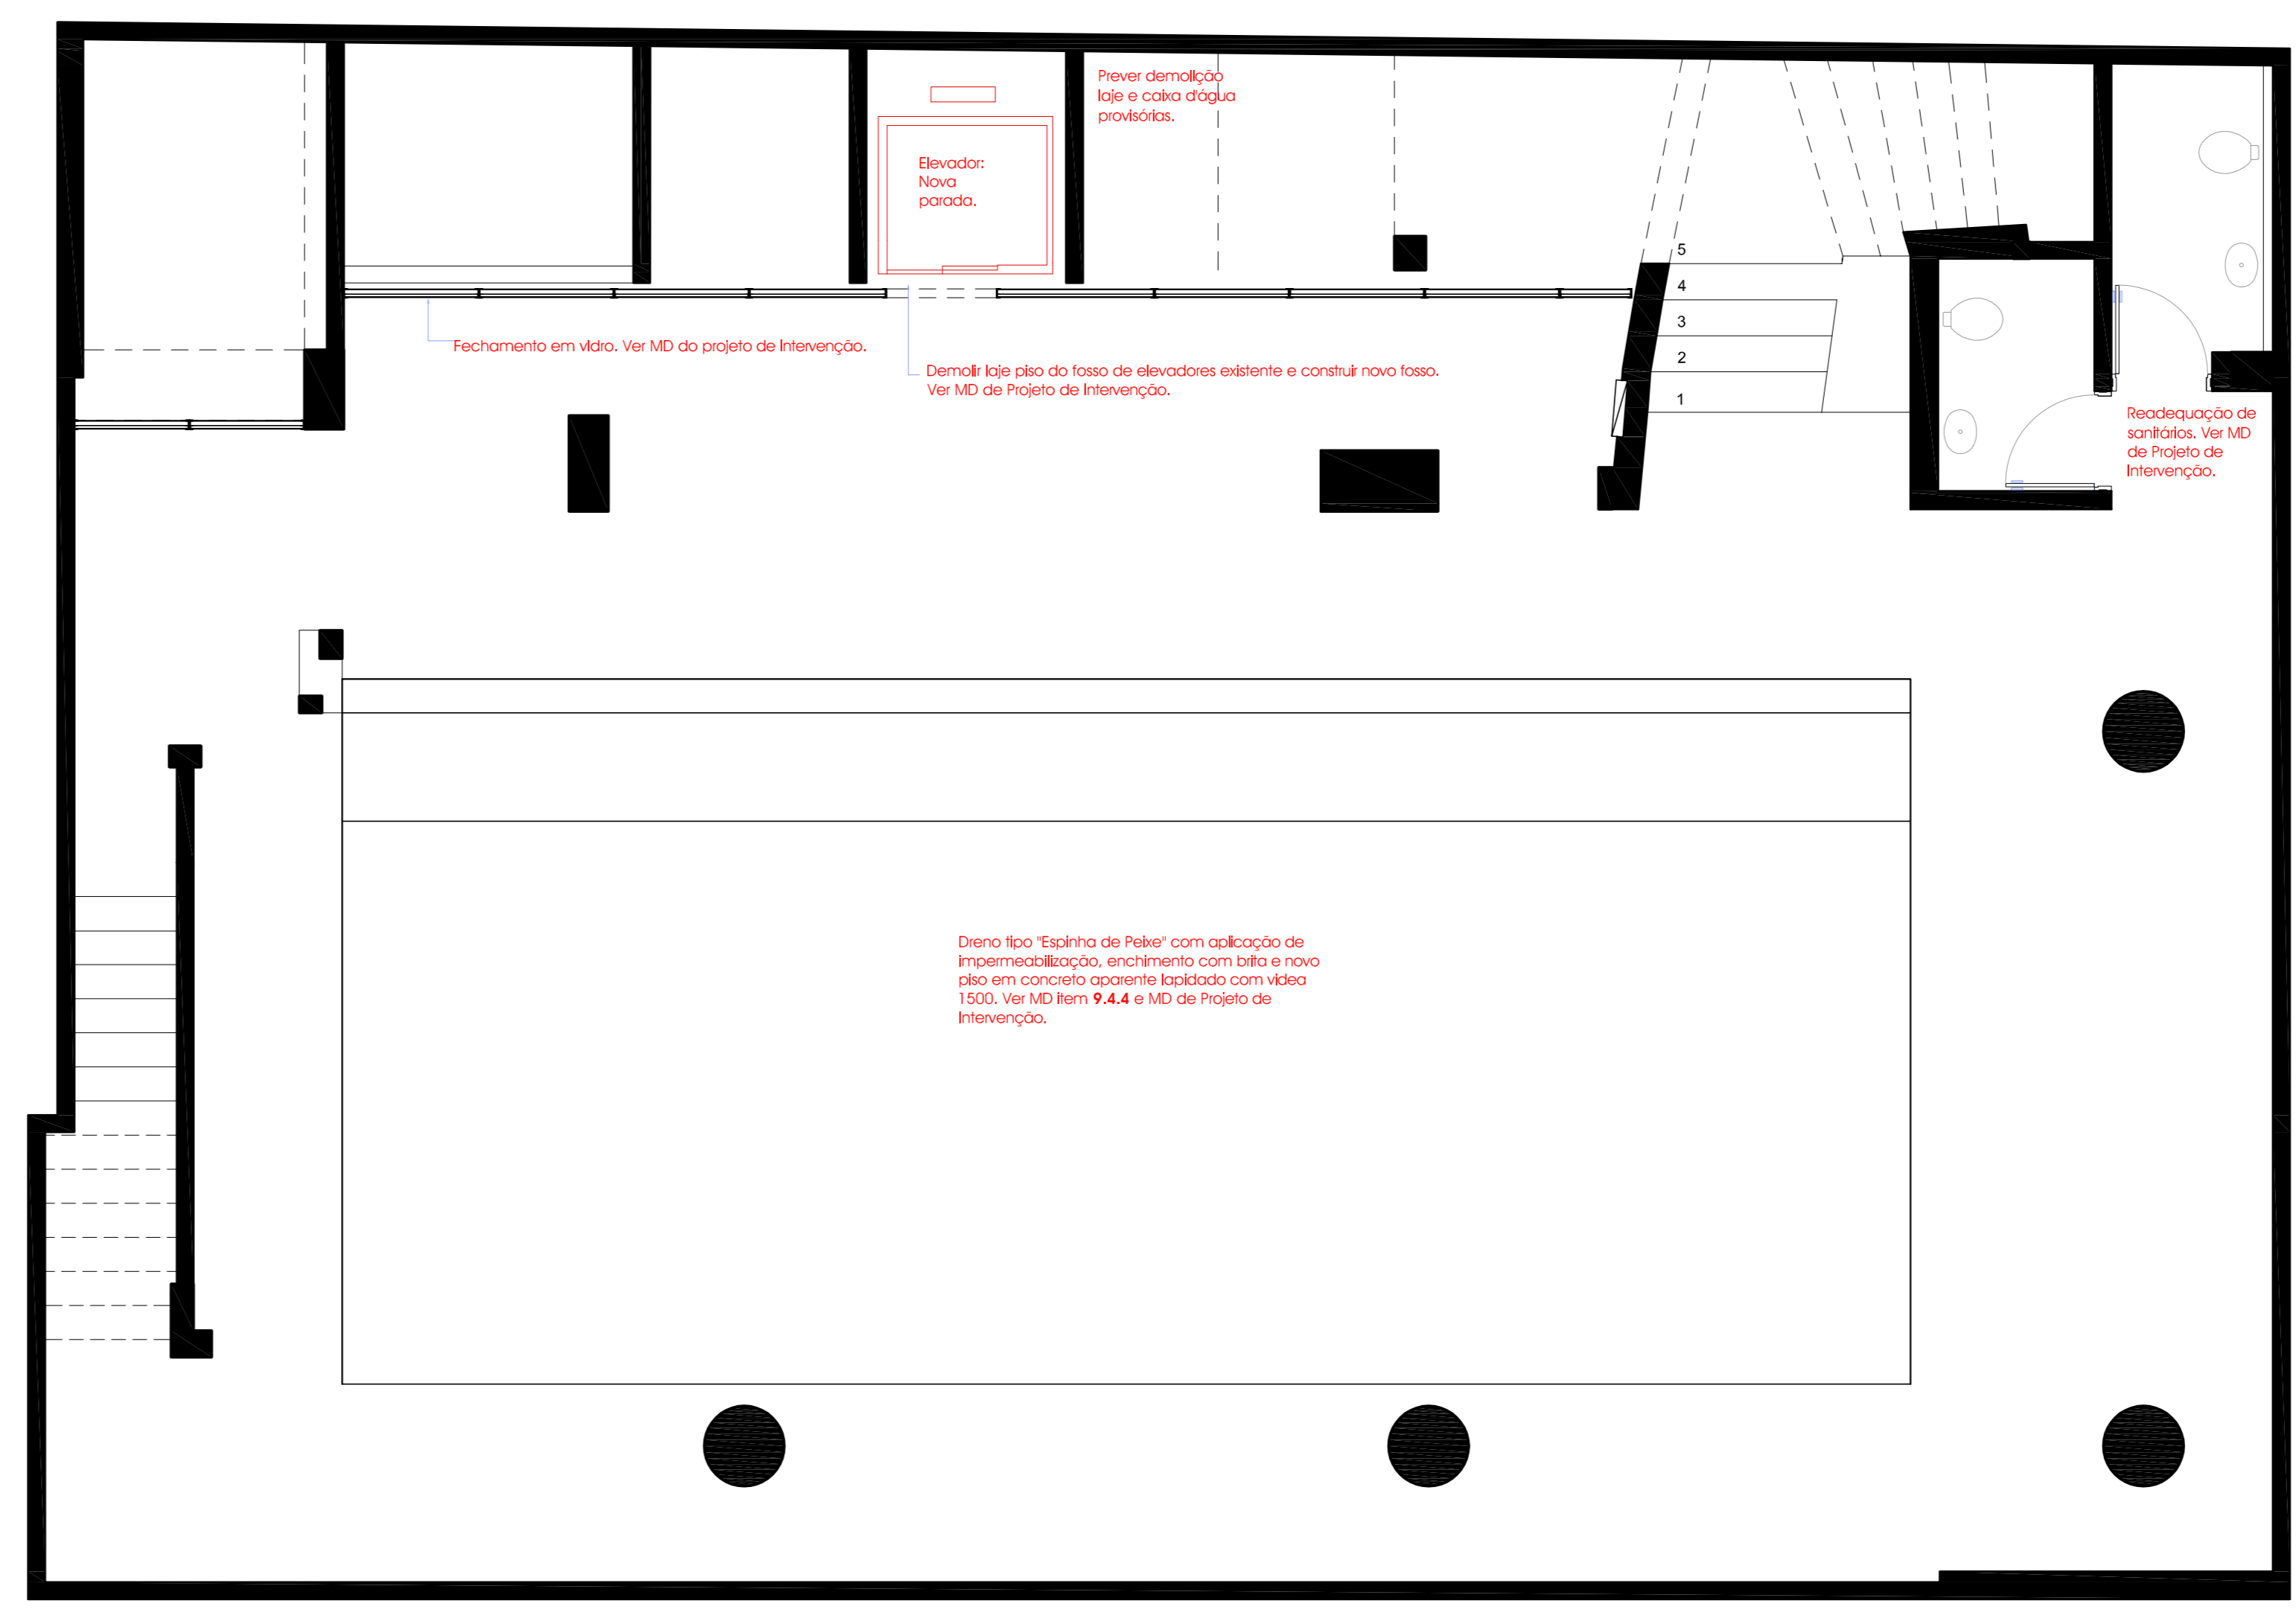 Prever demolição
laje e caixa d'água
provisórias.
Elevador:
Nova
parada.
5
4
3
2
1
Fechamento em vidro. Ver MD do projeto de Intervenção.
Demolir laje piso do fosso de elevadores existente e construir novo fosso.
Ver MD de Projeto de Intervenção.
Readequação de
sanitários. Ver MD
de Projeto de
Intervenção.
Dreno tipo "Espinha de Peixe" com aplicação de
impermeabilização, enchimento com brita e novo
piso em concreto aparente lapidado com videa
1500. Ver MD item 9.4.4 e MD de Projeto de
Intervenção.